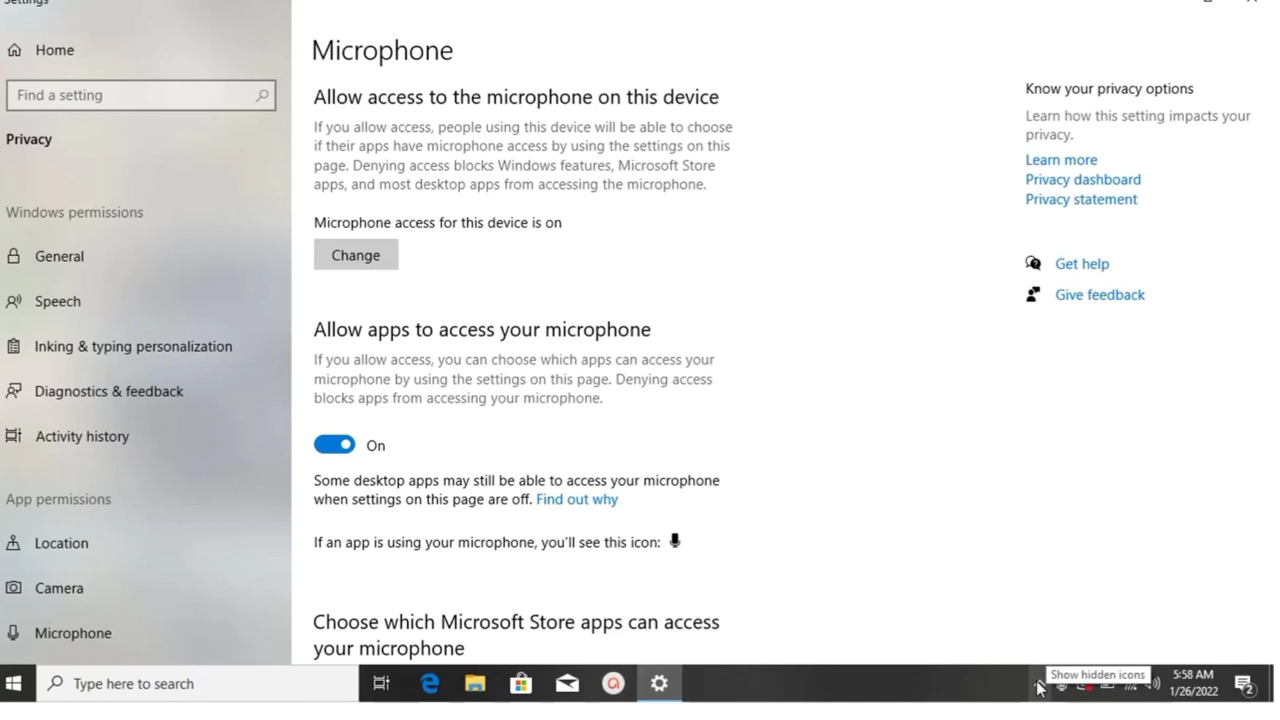 Settings
Home
Find a setting
Privacy
Windows permissions
General
Speech
Inking & typing personalization
Diagnostics & feedback
Activity history
App permissions
Location
Camera
Microphone
Microphone
Allow access to the microphone on this device
If you allow access, people using this device will be able to choose
if their apps have microphone access by using the settings on this
page. Denying access blocks Windows features, Microsoft Store
apps, and most desktop apps from accessing the microphone.
Microphone access for this device is on
Change
Allow apps to access your microphone
If you allow access, you can choose which apps can access your
microphone by using the settings on this page. Denying access
blocks apps from accessing your microphone.
On
Some desktop apps may still be able to access your microphone
when settings on this page are off. Find out why
If an app is using your microphone, you'll see this icon:
Choose which Microsoft Store apps can access
your microphone
Know your privacy options
Learn how this setting impacts your
privacy.
Learn more
Privacy dashboard
Privacy statement
Get help
Give feedback
Type here to search
Show hidden icons
5:58 AM
1/26/2022
2